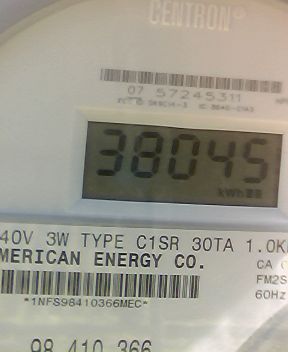 CENTRON®
07 57245311
38045
kWh
40V 3W TYPE C1SR 30TA 1.0K
MERICAN ENERGY CO.
CA
FM2S
60Hz
*1NFS98410366MEC*
98 410 366